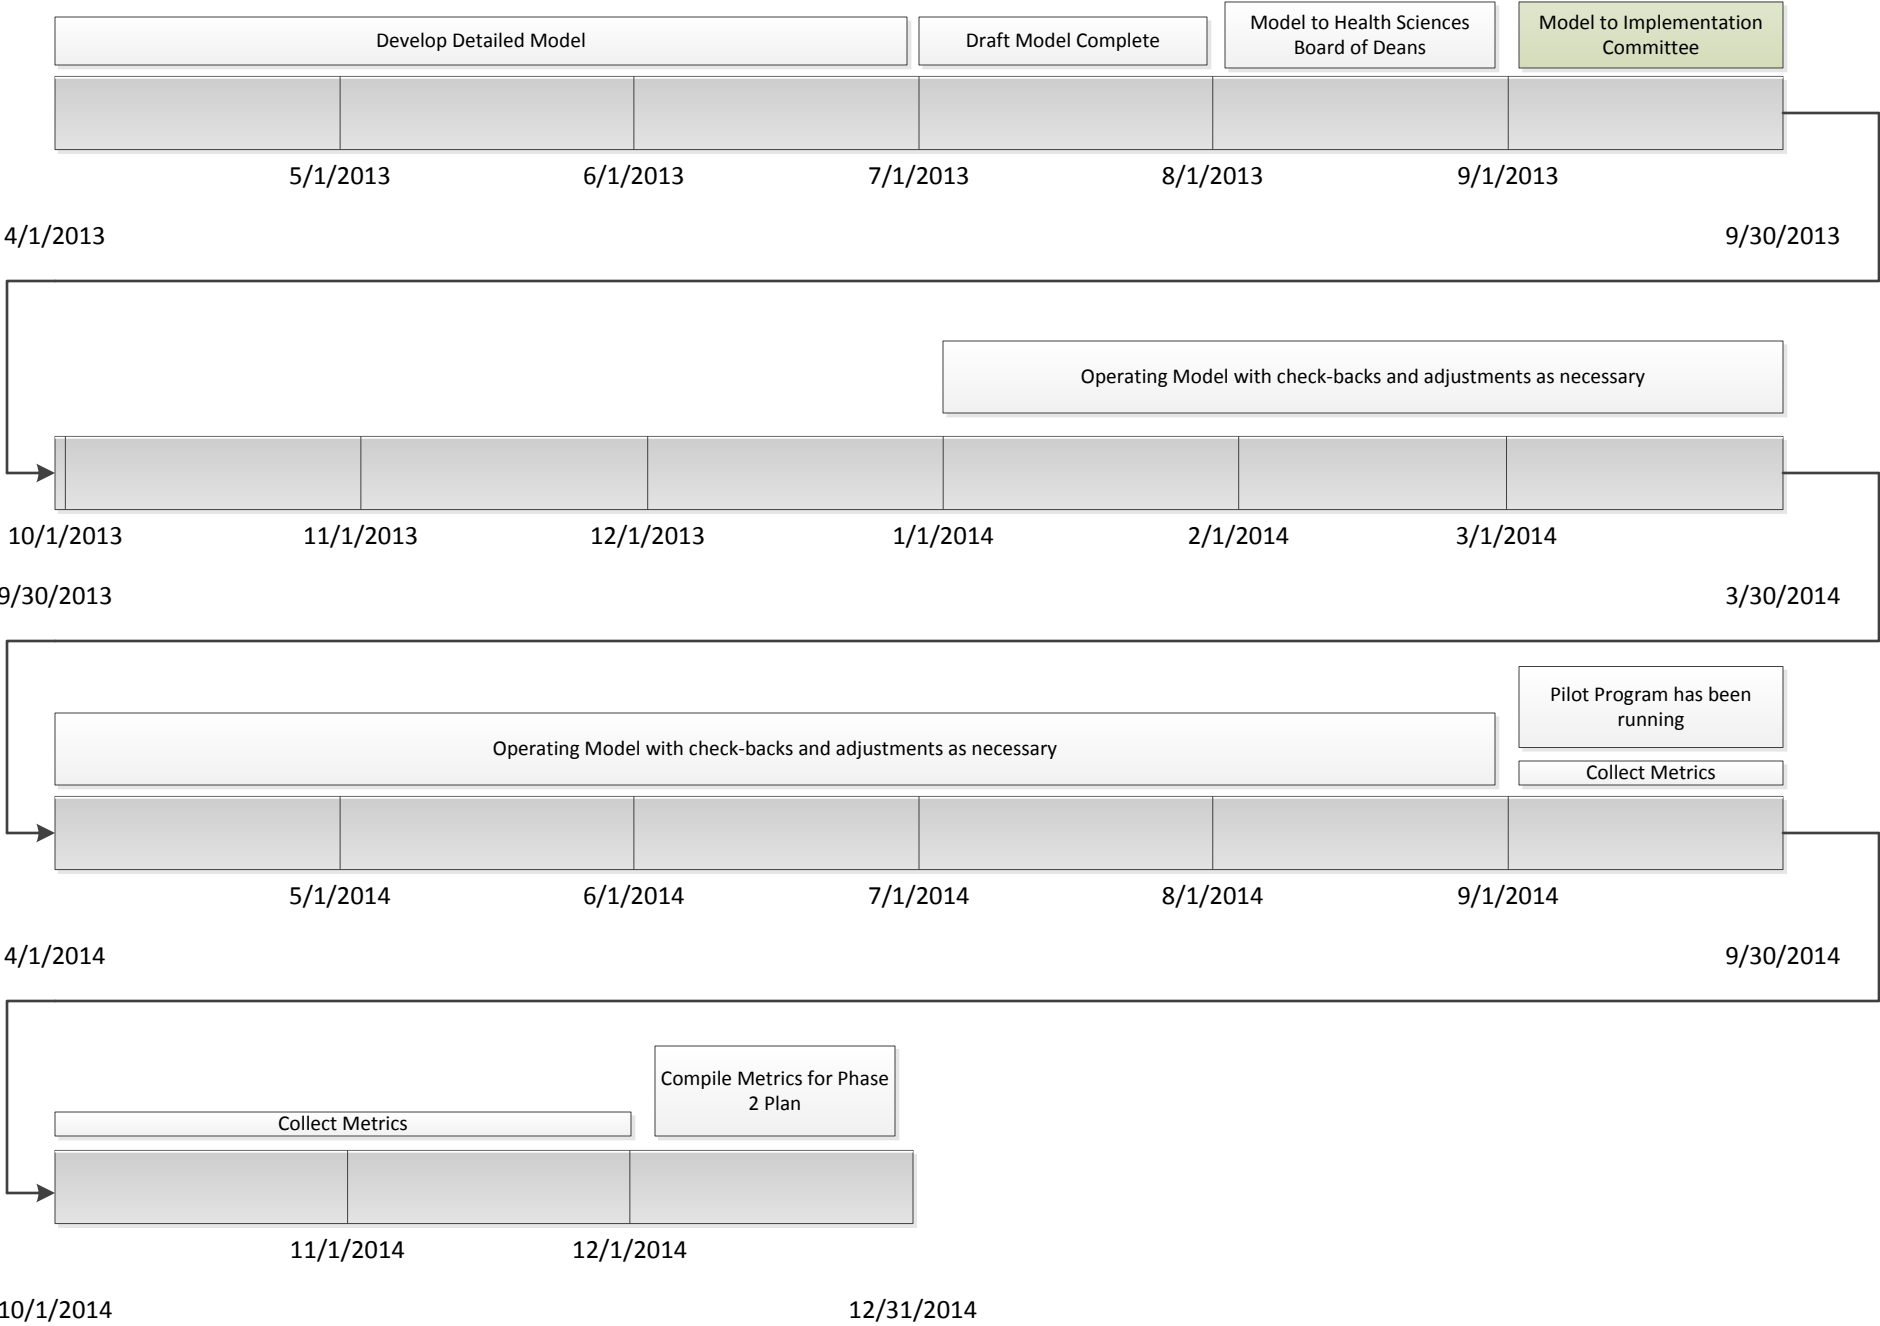 Develop Detailed Model
Draft Model Complete
Model to Health Sciences
Board of Deans
Model to Implementation
Committee
5/1/2013
6/1/2013
7/1/2013
8/1/2013
9/1/2013
4/1/2013
9/30/2013
Operating Model with check-backs and adjustments as necessary
10/1/2013
11/1/2013
12/1/2013
1/1/2014
2/1/2014
3/1/2014
9/30/2013
3/30/2014
Pilot Program has been
running
Operating Model with check-backs and adjustments as necessary
Collect Metrics
5/1/2014
6/1/2014
7/1/2014
8/1/2014
9/1/2014
4/1/2014
9/30/2014
Compile Metrics for Phase
2 Plan
Collect Metrics
11/1/2014
12/1/2014
10/1/2014
12/31/2014